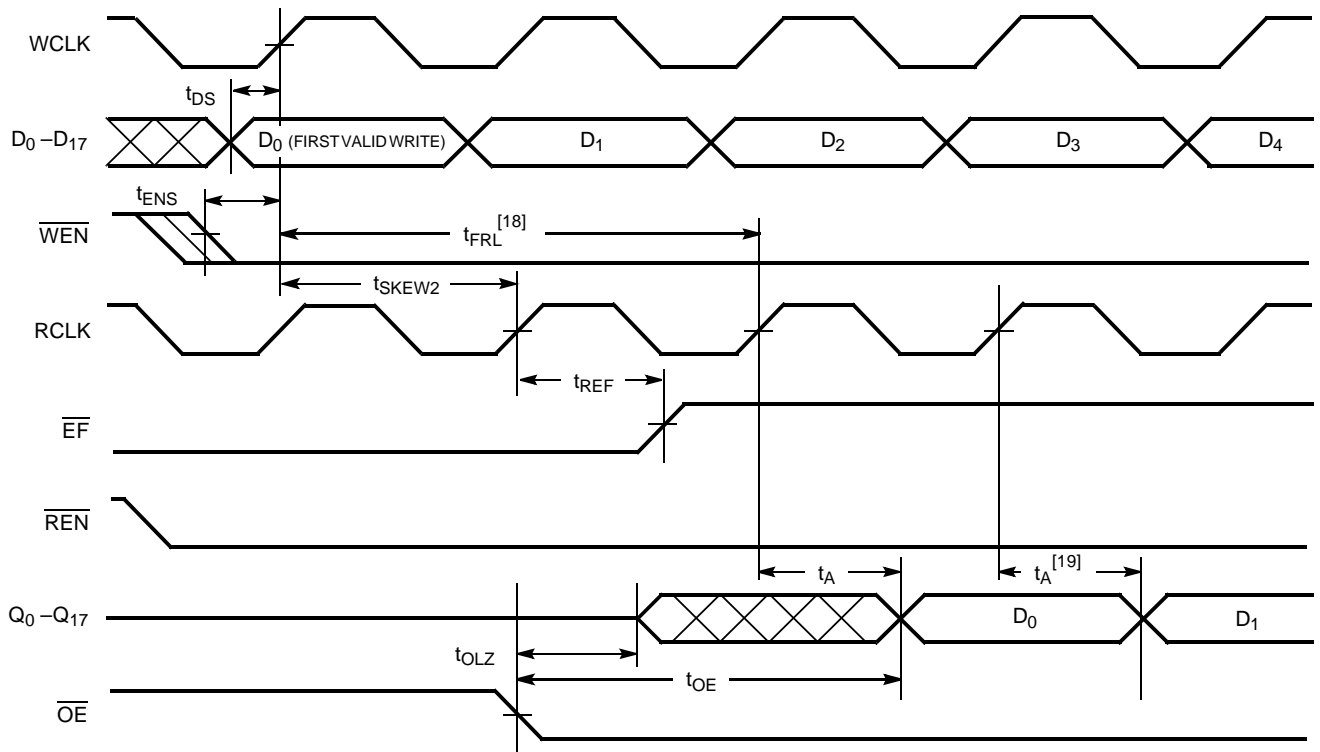 WCLK
tDS
D0 –D17
D0 (FIRST VALID WRITE)
D1
D2
D3
D4
tENS
WEN
tFRL[18]
tSKEW2
RCLK
tREF
EF
REN
tA
tA[19]
Q0 –Q17
D0
D1
tOLZ
tOE
OE